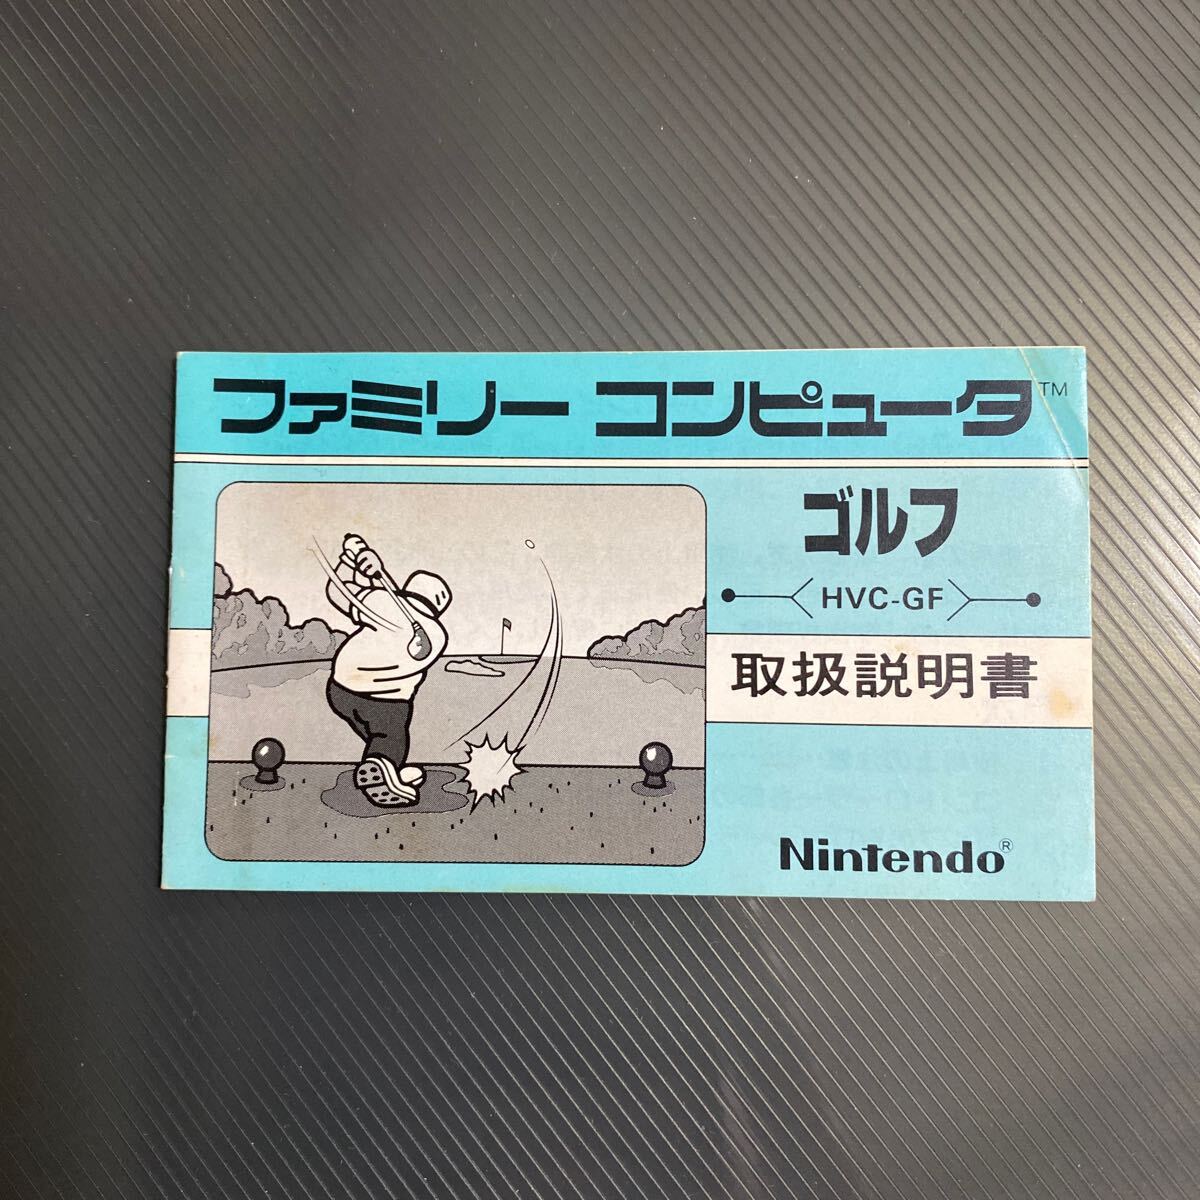 ファミリー コンピュータ™
ゴルフ
HVC-GF
取扱説明書
Nintendo®